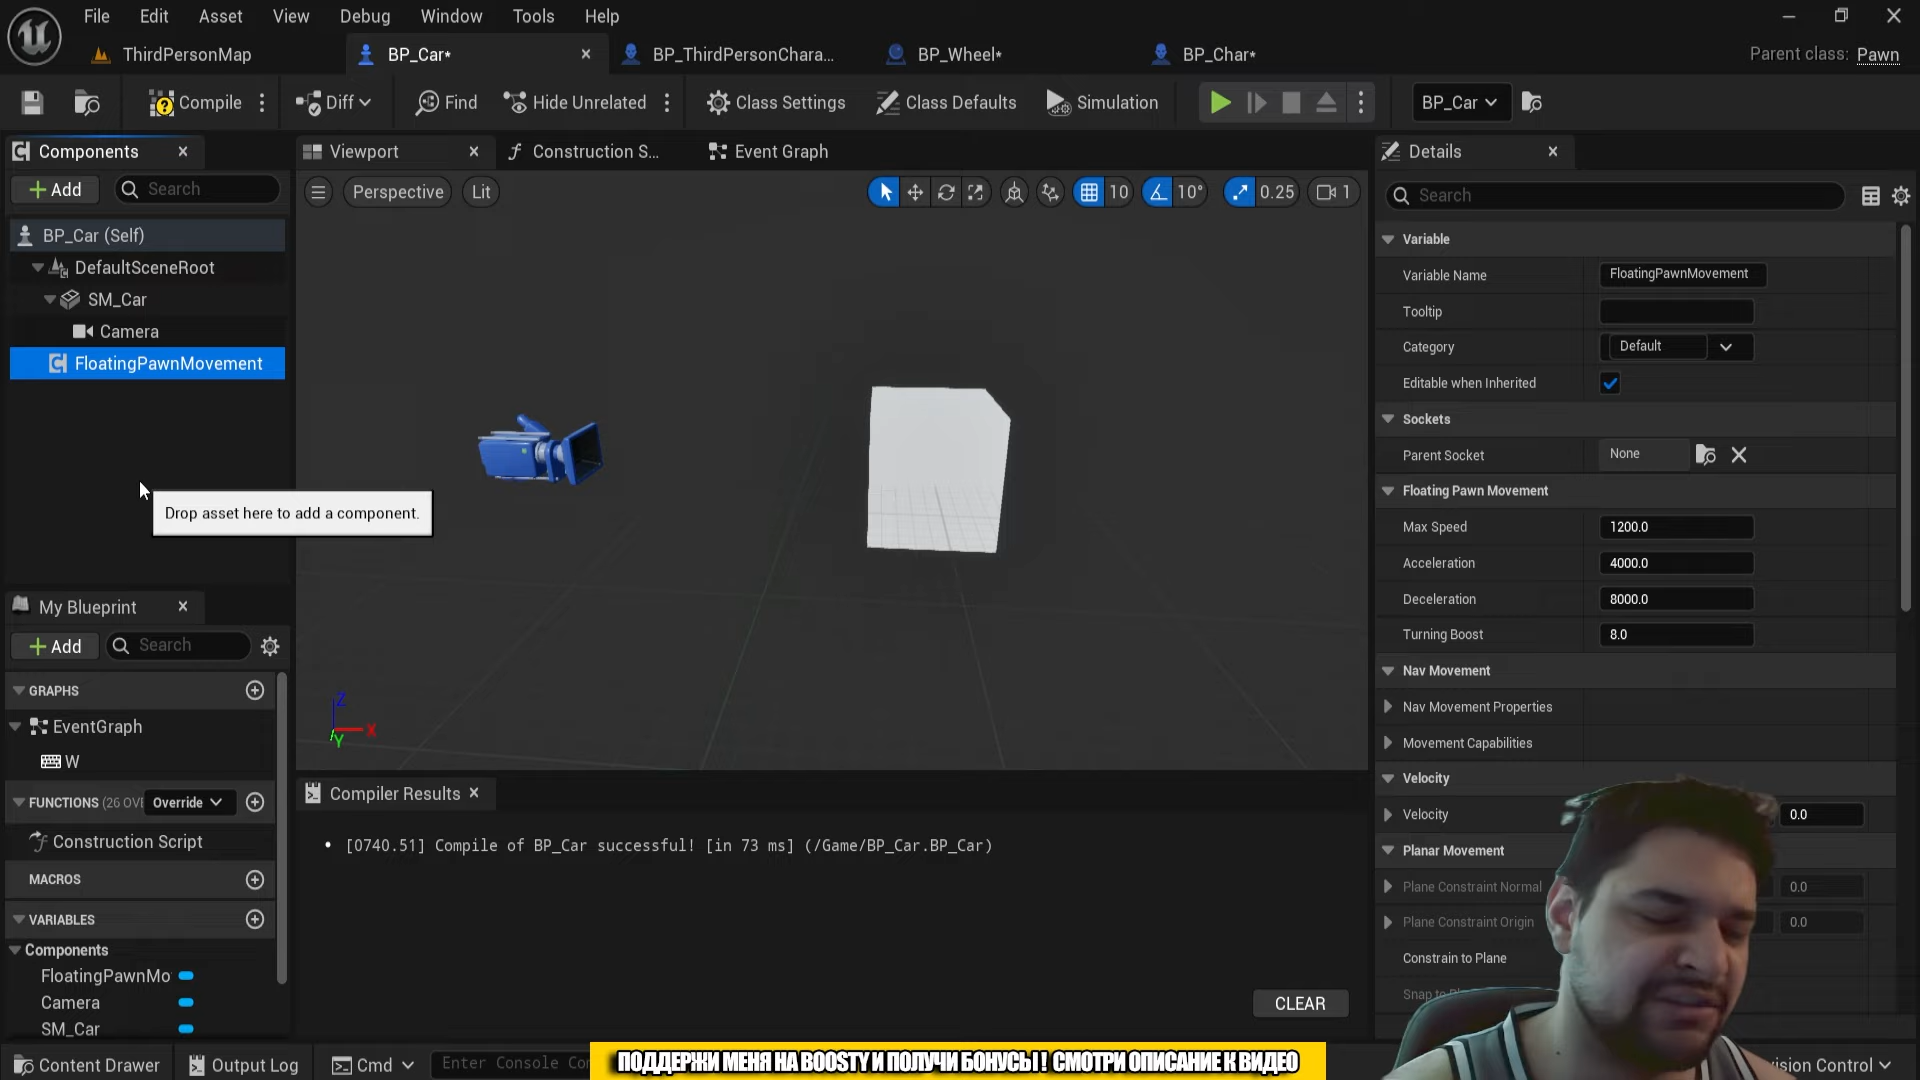 File Edit Asset View Debug Window Tools Help
ThirdPersonMap
BP_Car*
BP_ThirdPersonChara...
BP_Wheel*
BP_Char*
Parent class: Pawn
Compile
Diff
Find
Hide Unrelated
Class Settings
Class Defaults
Simulation
BP_Car
Components
Add
Search
BP_Car (Self)
DefaultSceneRoot
SM_Car
Camera
FloatingPawnMovement
Drop asset here to add a component.
Viewport
Construction S...
Event Graph
Perspective
Lit
10
10°
0.25
1
Z
X
Y
My Blueprint
Add
Search
GRAPHS
EventGraph
W
FUNCTIONS (26 OVE
Override
Construction Script
MACROS
VARIABLES
Components
FloatingPawnMo
Camera
SM_Car
Compiler Results
• [0740.51] Compile of BP_Car successful! [in 73 ms] (/Game/BP_Car.BP_Car)
CLEAR
Details
Search
Variable
Variable Name FloatingPawnMovement
Tooltip
Category Default
Editable when Inherited
Sockets
Parent Socket None
Floating Pawn Movement
Max Speed 1200.0
Acceleration 4000.0
Deceleration 8000.0
Turning Boost 8.0
Nav Movement
Nav Movement Properties
Movement Capabilities
Velocity
Velocity 0.0
Planar Movement
Plane Constraint Normal 0.0
Plane Constraint Origin 0.0
Constrain to Plane
Snap to
Content Drawer
Output Log
Cmd
Enter Console Co
ПОДДЕРЖИ МЕНЯ НА BOOSTY И ПОЛУЧИ БОНУСЫ! СМОТРИ ОПИСАНИЕ К ВИДЕО
ision Control